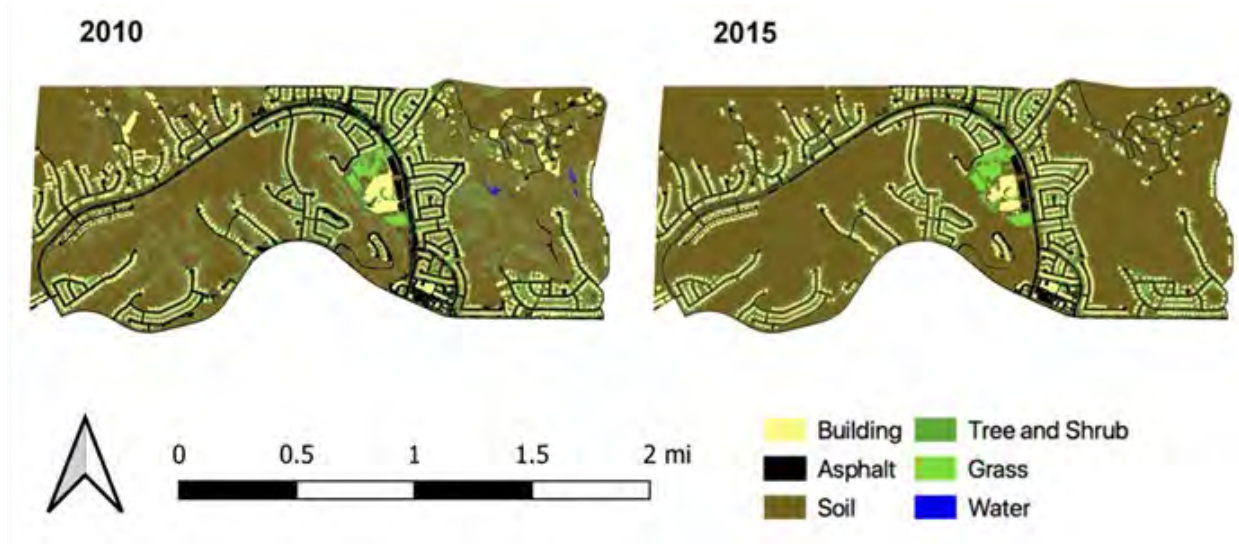 2010
2015
0 0.5 1 1.5 2 mi
Building
Tree and Shrub
Asphalt
Grass
Soil
Water